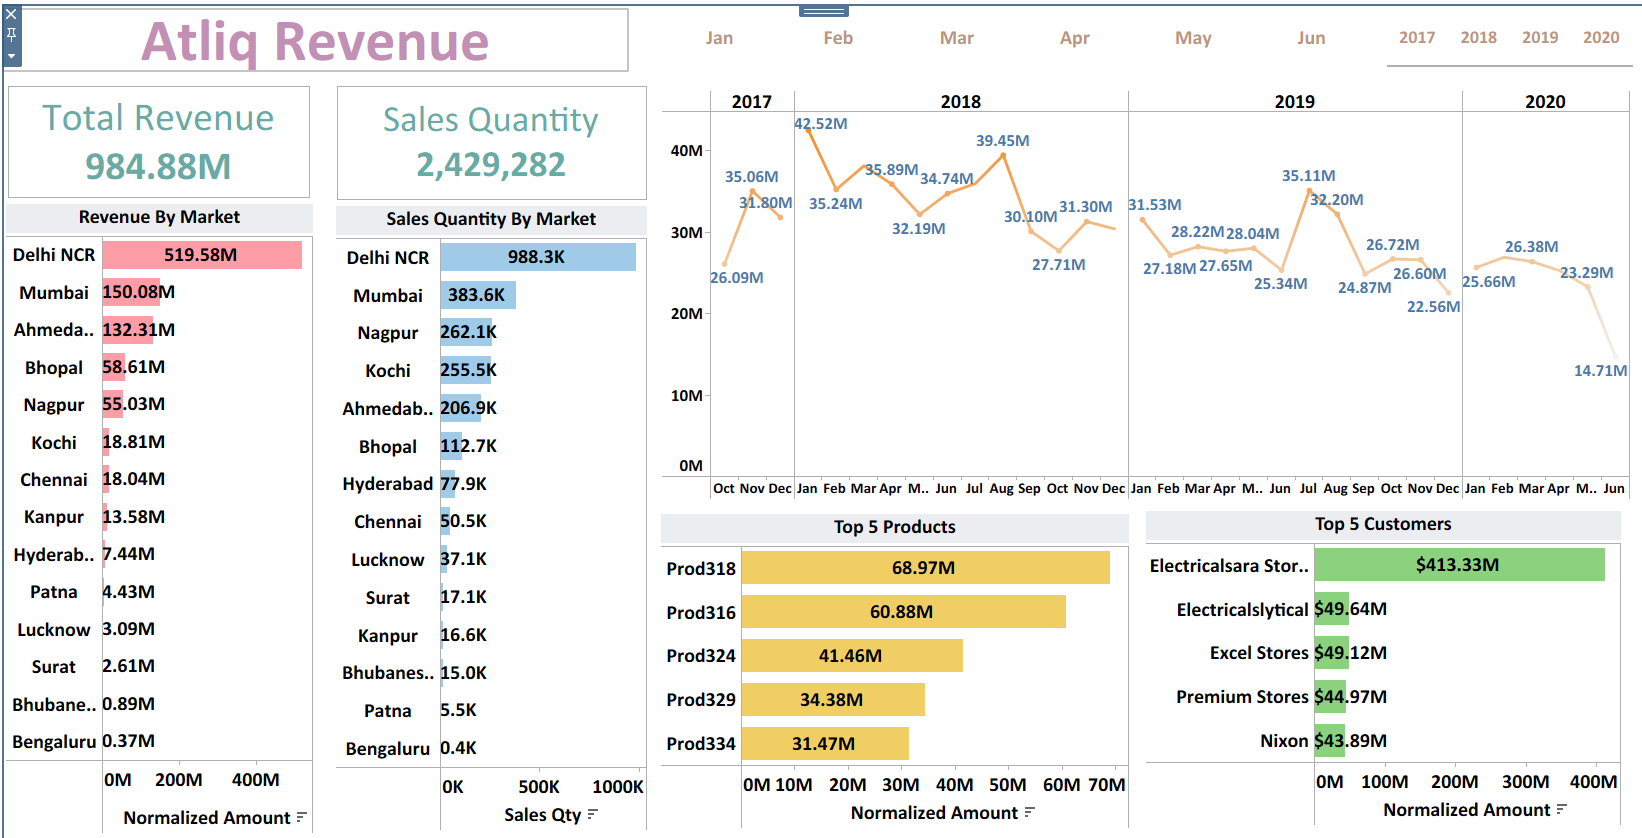 Atliq Revenue
Jan Feb Mar Apr May Jun 2017 2018 2019 2020
Total Revenue
984.88M
Sales Quantity
2,429,282
Revenue By Market
Delhi NCR 519.58M
Mumbai 150.08M
Ahmeda.. 132.31M
Bhopal 58.61M
Nagpur 55.03M
Kochi 18.81M
Chennai 18.04M
Kanpur 13.58M
Hyderab.. 7.44M
Patna 4.43M
Lucknow 3.09M
Surat 2.61M
Bhubane.. 0.89M
Bengaluru 0.37M
0M 200M 400M
Normalized Amount
Sales Quantity By Market
Delhi NCR 988.3K
Mumbai 383.6K
Nagpur 262.1K
Kochi 255.5K
Ahmedab.. 206.9K
Bhopal 112.7K
Hyderabad 77.9K
Chennai 50.5K
Lucknow 37.1K
Surat 17.1K
Kanpur 16.6K
Bhubanes.. 15.0K
Patna 5.5K
Bengaluru 0.4K
0K 500K 1000K
Sales Qty
2017 2018 2019 2020
40M
30M
20M
10M
0M
26.09M 35.06M 31.80M
42.52M 35.24M 35.89M 32.19M 34.74M 39.45M 30.10M 27.71M 31.30M
31.53M 27.18M 28.22M 27.65M 28.04M 25.34M 35.11M 32.20M 24.87M 26.72M 26.60M 22.56M
25.66M 26.38M 23.29M 14.71M
Oct Nov Dec Jan Feb Mar Apr M.. Jun Jul Aug Sep Oct Nov Dec Jan Feb Mar Apr M.. Jun Jul Aug Sep Oct Nov Dec Jan Feb Mar Apr M.. Jun
Top 5 Products
Prod318 68.97M
Prod316 60.88M
Prod324 41.46M
Prod329 34.38M
Prod334 31.47M
0M 10M 20M 30M 40M 50M 60M 70M
Normalized Amount
Top 5 Customers
Electricalsara Stor.. $413.33M
Electricalslytical $49.64M
Excel Stores $49.12M
Premium Stores $44.97M
Nixon $43.89M
0M 100M 200M 300M 400M
Normalized Amount